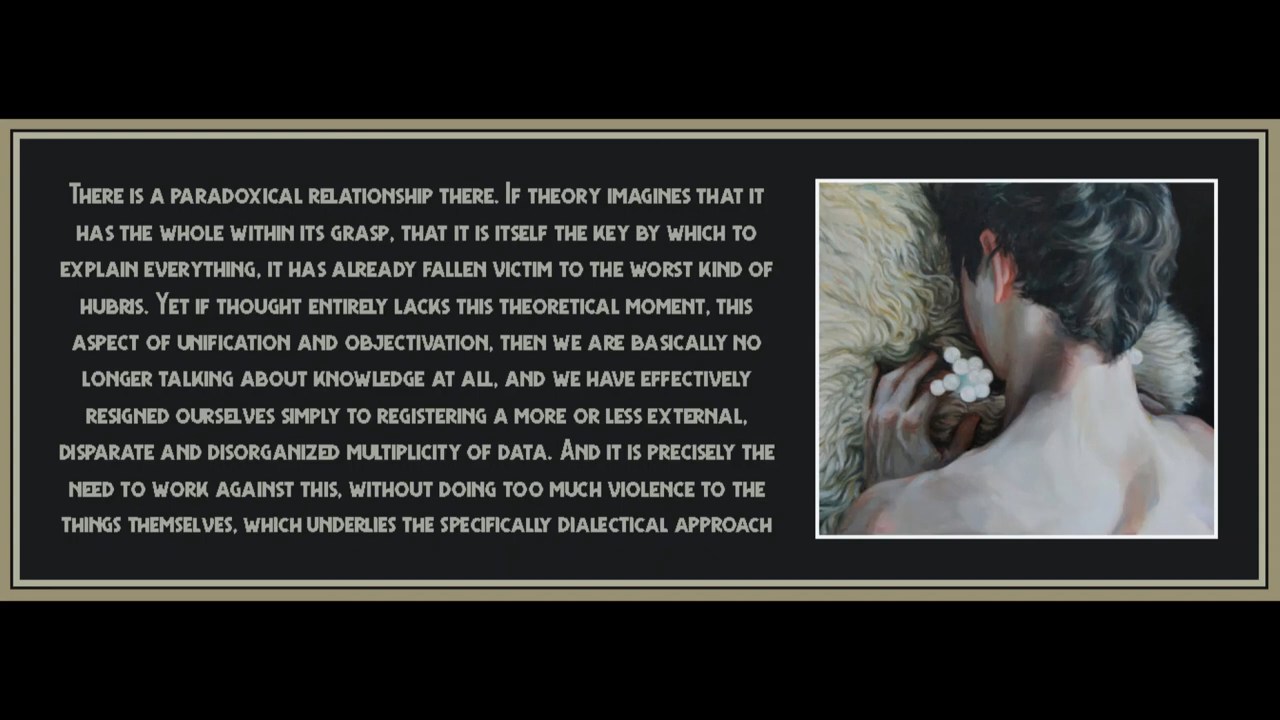 There is a paradoxical relationship there. If theory imagines that it
has the whole within its grasp, that it is itself the key by which to
explain everything, it has already fallen victim to the worst kind of
hubris. Yet if thought entirely lacks this theoretical moment, this
aspect of unification and objectivation, then we are basically no
longer talking about knowledge at all, and we have effectively
resigned ourselves simply to registering a more or less external,
disparate and disorganized multiplicity of data. And it is precisely the
need to work against this, without doing too much violence to the
things themselves, which underlies the specifically dialectical approach